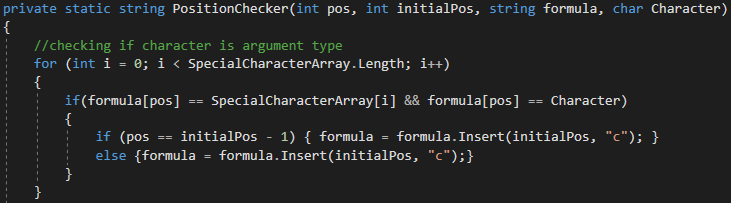 private static string PositionChecker(int pos, int initialPos, string formula, char Character)
{
//checking if character is argument type
for (int i = 0; i < SpecialCharacterArray.Length; i++)
{
if(formula[pos] == SpecialCharacterArray[i] && formula[pos] == Character)
{
if (pos == initialPos - 1) { formula = formula.Insert(initialPos, "c"); }
else {formula = formula.Insert(initialPos, "c");}
}
}